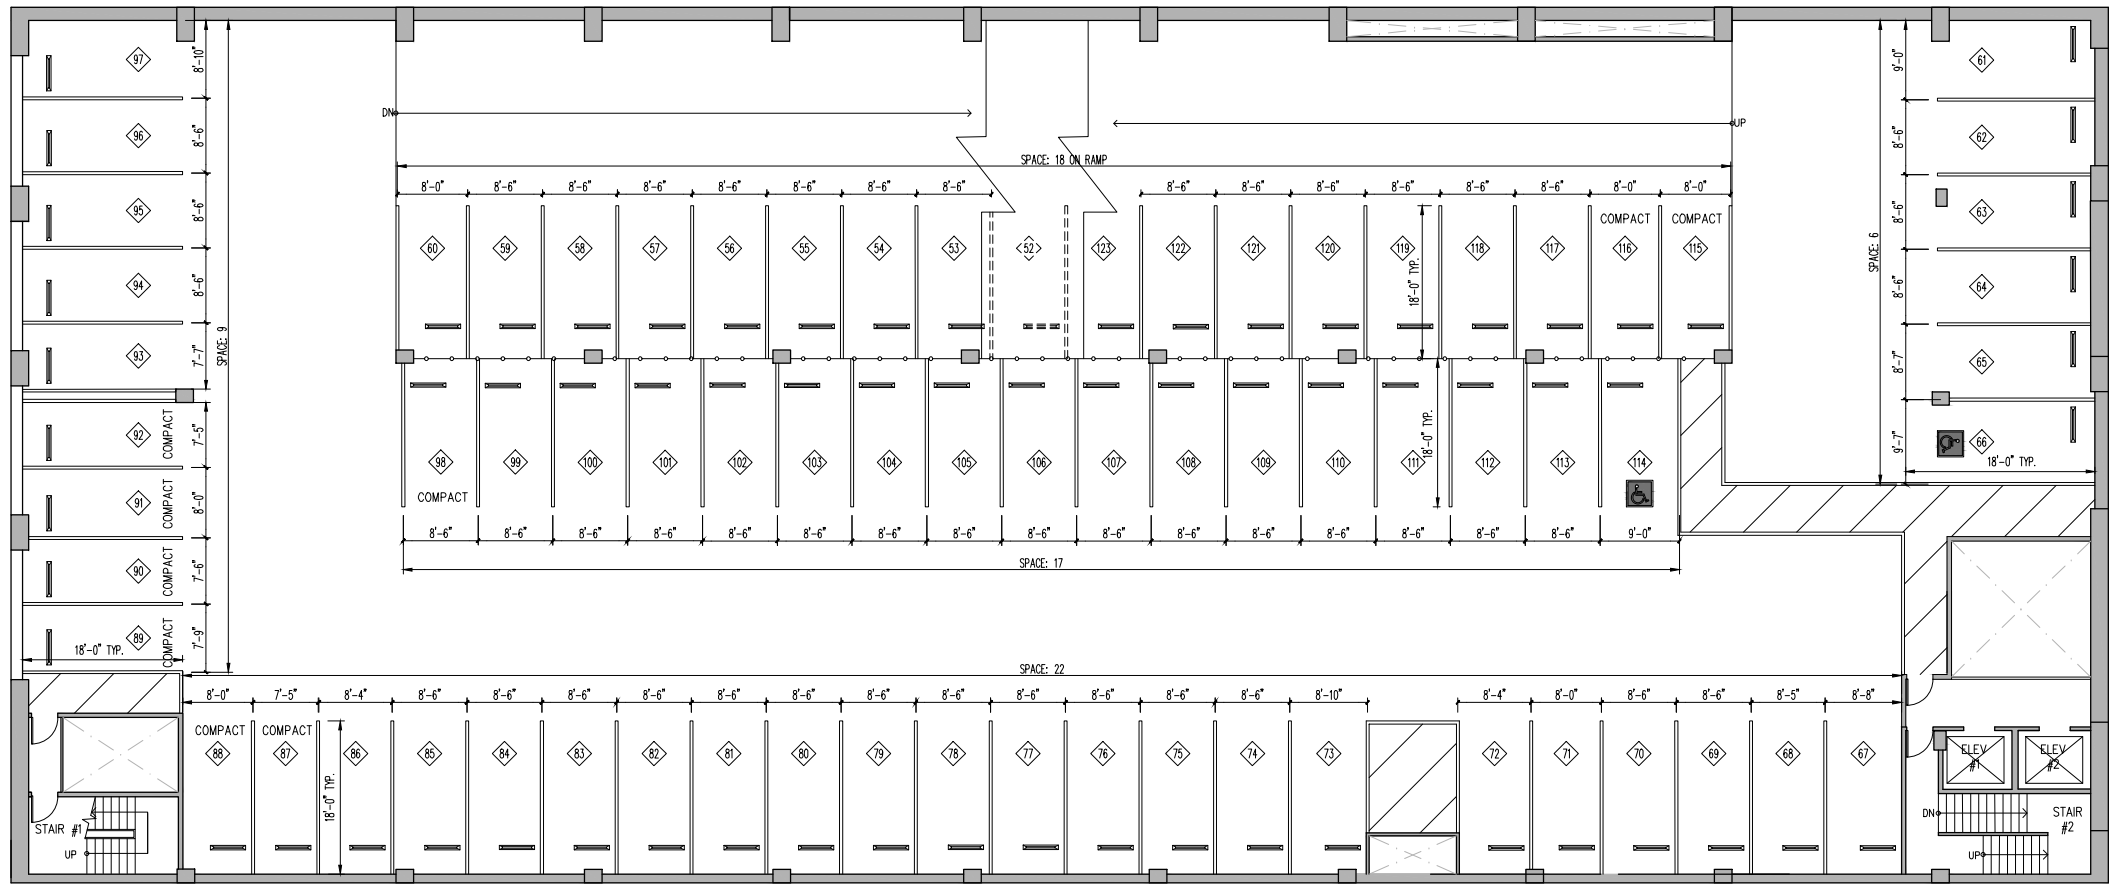 97
8'-10"
96
8'-6"
95
8'-6"
94
8'-6"
93
7'-7"
92
COMPACT
7'-5"
91
COMPACT
8'-0"
90
COMPACT
7'-6"
89
COMPACT
7'-9"
18'-0" TYP.
SPACE: 9
DN
UP
SPACE: 18 ON RAMP
8'-0" 8'-6" 8'-6" 8'-6" 8'-6" 8'-6" 8'-6" 8'-6" 8'-6" 8'-6" 8'-6" 8'-6" 8'-6" 8'-6" 8'-0" 8'-0"
COMPACT COMPACT
60 59 58 57 56 55 54 53 52 123 122 121 120 119 118 117 116 115
18'-0" TYP.
18'-0" TYP.
98 99 100 101 102 103 104 105 106 107 108 109 110 111 112 113 114
COMPACT
8'-6" 8'-6" 8'-6" 8'-6" 8'-6" 8'-6" 8'-6" 8'-6" 8'-6" 8'-6" 8'-6" 8'-6" 8'-6" 8'-6" 8'-6" 8'-6" 9'-0"
SPACE: 17
SPACE: 6
9'-0"
61
8'-6"
62
8'-6"
63
8'-6"
64
8'-7"
65
9'-7"
66
18'-0" TYP.
SPACE: 22
8'-0" 7'-5" 8'-4" 8'-6" 8'-6" 8'-6" 8'-6" 8'-6" 8'-6" 8'-6" 8'-6" 8'-6" 8'-6" 8'-6" 8'-6" 8'-10" 8'-4" 8'-0" 8'-6" 8'-6" 8'-5" 8'-8"
COMPACT COMPACT
88 87 86 85 84 83 82 81 80 79 78 77 76 75 74 73 72 71 70 69 68 67
18'-0" TYP.
STAIR #1
UP
ELEV
#1
ELEV
#2
DN
STAIR
#2
UP